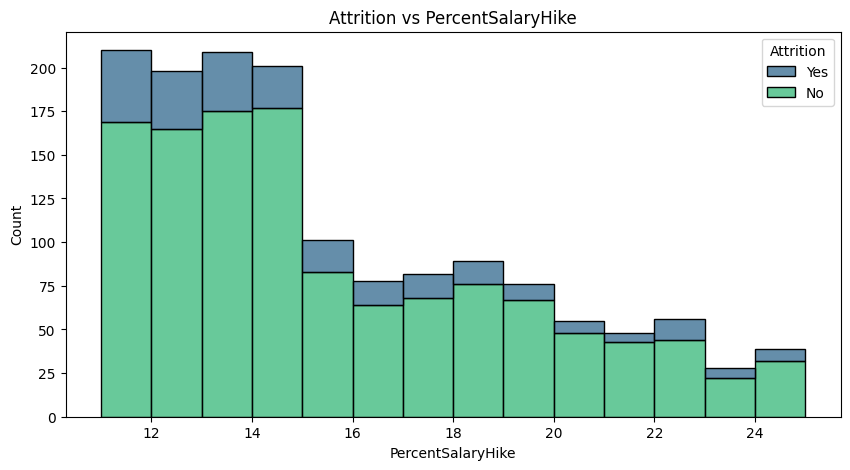 Attrition vs PercentSalaryHike
Attrition
Yes
No
Count
200
175
150
125
100
75
50
25
0
12 14 16 18 20 22 24
PercentSalaryHike